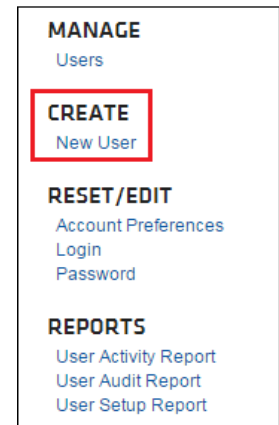 MANAGE
Users
CREATE
New User
RESET/EDIT
Account Preferences
Login
Password
REPORTS
User Activity Report
User Audit Report
User Setup Report